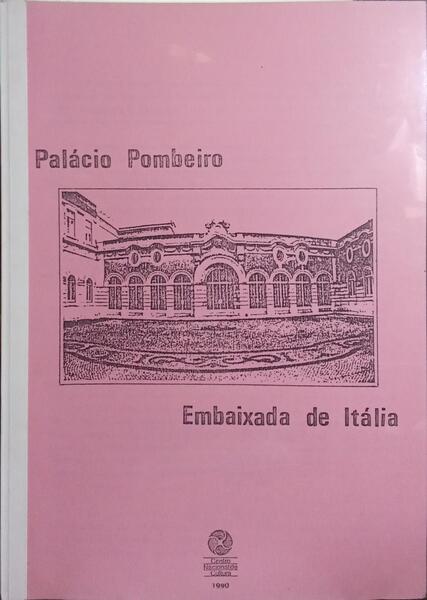 Palácio Pombeiro
Embaixada de Itália
Centro
Nacional de
Cultura
1990